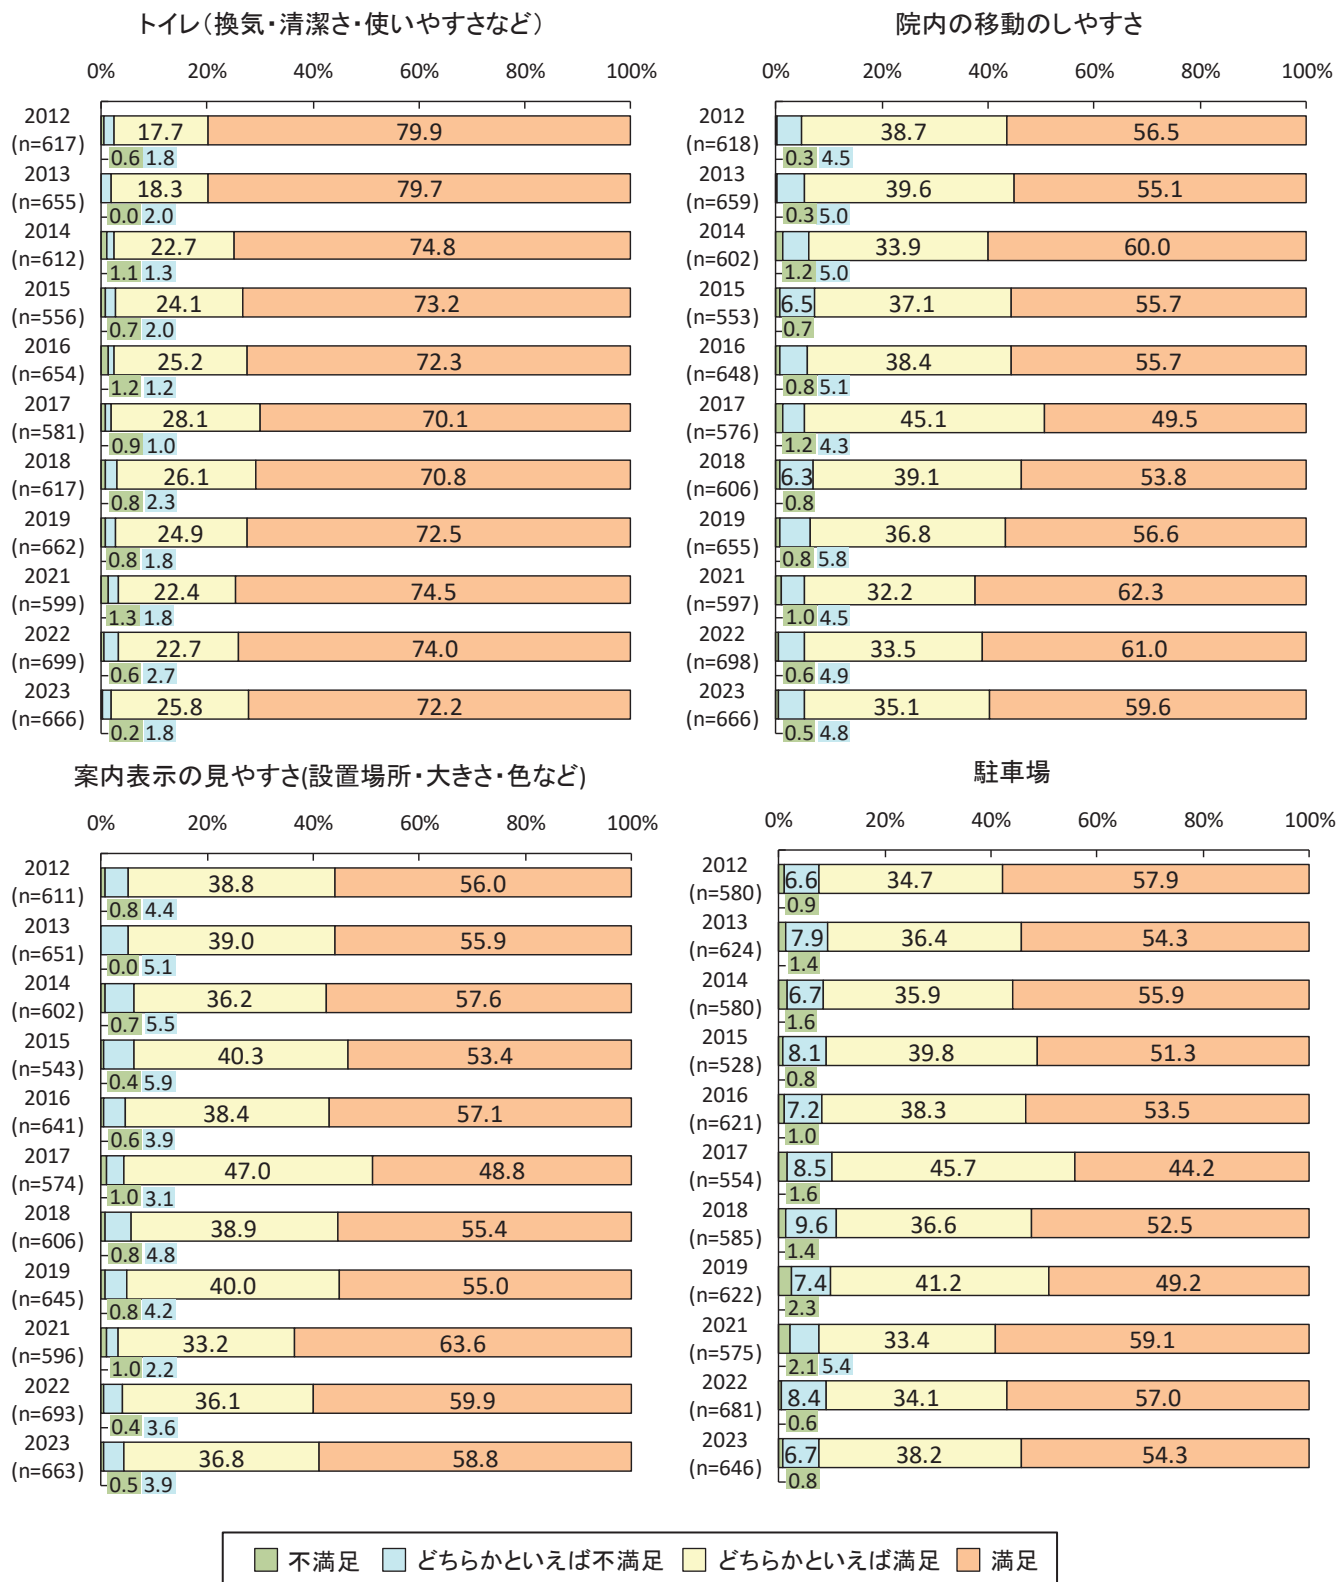 トイレ(換気・清潔さ・使いやすさなど)
0% 20% 40% 60% 80% 100%
2012 17.7 79.9
(n=617) 0.6 1.8
2013 18.3 79.7
(n=655) 0.0 2.0
2014 22.7 74.8
(n=612) 1.1 1.3
2015 24.1 73.2
(n=556) 0.7 2.0
2016 25.2 72.3
(n=654) 1.2 1.2
2017 28.1 70.1
(n=581) 0.9 1.0
2018 26.1 70.8
(n=617) 0.8 2.3
2019 24.9 72.5
(n=662) 0.8 1.8
2021 22.4 74.5
(n=599) 1.3 1.8
2022 22.7 74.0
(n=699) 0.6 2.7
2023 25.8 72.2
(n=666) 0.2 1.8
院内の移動のしやすさ
0% 20% 40% 60% 80% 100%
2012 38.7 56.5
(n=618) 0.3 4.5
2013 39.6 55.1
(n=659) 0.3 5.0
2014 33.9 60.0
(n=602) 1.2 5.0
2015 6.5 37.1 55.7
(n=553) 0.7
2016 38.4 55.7
(n=648) 0.8 5.1
2017 45.1 49.5
(n=576) 1.2 4.3
2018 6.3 39.1 53.8
(n=606) 0.8
2019 36.8 56.6
(n=655) 0.8 5.8
2021 32.2 62.3
(n=597) 1.0 4.5
2022 33.5 61.0
(n=698) 0.6 4.9
2023 35.1 59.6
(n=666) 0.5 4.8
案内表示の見やすさ(設置場所・大きさ・色など)
0% 20% 40% 60% 80% 100%
2012 38.8 56.0
(n=611) 0.8 4.4
2013 39.0 55.9
(n=651) 0.0 5.1
2014 36.2 57.6
(n=602) 0.7 5.5
2015 40.3 53.4
(n=543) 0.4 5.9
2016 38.4 57.1
(n=641) 0.6 3.9
2017 47.0 48.8
(n=574) 1.0 3.1
2018 38.9 55.4
(n=606) 0.8 4.8
2019 40.0 55.0
(n=645) 0.8 4.2
2021 33.2 63.6
(n=596) 1.0 2.2
2022 36.1 59.9
(n=693) 0.4 3.6
2023 36.8 58.8
(n=663) 0.5 3.9
駐車場
0% 20% 40% 60% 80% 100%
2012 6.6 34.7 57.9
(n=580) 0.9
2013 7.9 36.4 54.3
(n=624) 1.4
2014 6.7 35.9 55.9
(n=580) 1.6
2015 8.1 39.8 51.3
(n=528) 0.8
2016 7.2 38.3 53.5
(n=621) 1.0
2017 8.5 45.7 44.2
(n=554) 1.6
2018 9.6 36.6 52.5
(n=585) 1.4
2019 7.4 41.2 49.2
(n=622) 2.3
2021 33.4 59.1
(n=575) 2.1 5.4
2022 8.4 34.1 57.0
(n=681) 0.6
2023 6.7 38.2 54.3
(n=646) 0.8
不満足 どちらかといえば不満足 どちらかといえば満足 満足